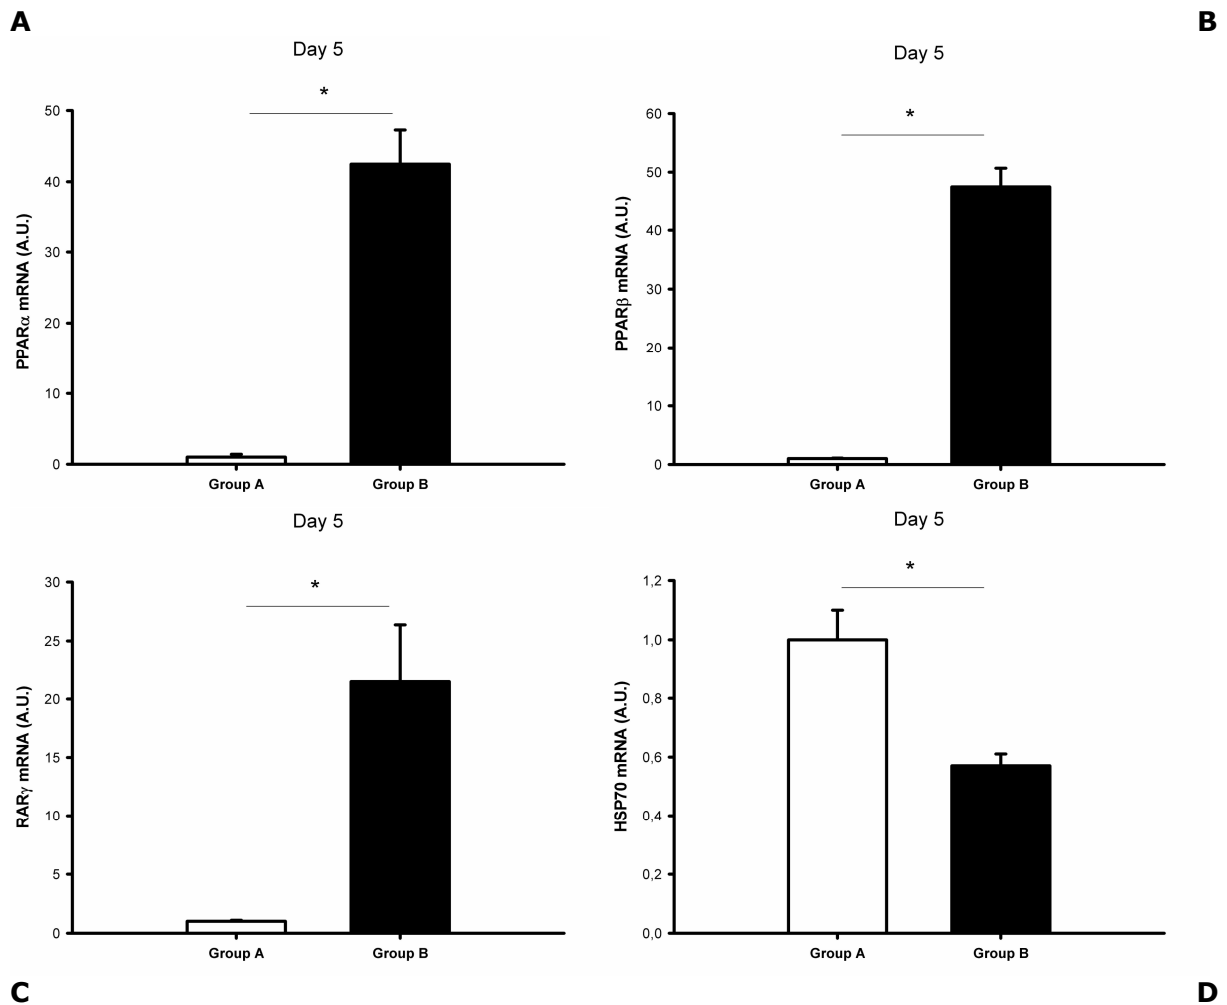 A
B
Day 5
*
50
40
30
20
10
0
PPARα mRNA (A.U.)
Group A
Group B
Day 5
*
60
50
40
30
20
10
0
PPARβ mRNA (A.U.)
Group A
Group B
Day 5
*
30
25
20
15
10
5
0
RARγ mRNA (A.U.)
Group A
Group B
Day 5
*
1,2
1,0
0,8
0,6
0,4
0,2
0,0
HSP70 mRNA (A.U.)
Group A
Group B
C
D